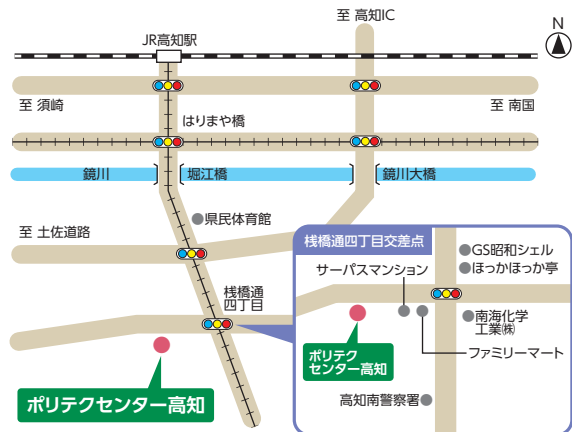 至 高知IC
N
JR高知駅
至 須崎
至 南国
はりまや橋
鏡川
堀江橋
鏡川大橋
県民体育館
至 土佐道路
桟橋通
四丁目
ポリテクセンター高知
桟橋通四丁目交差点
GS昭和シェル
ほっかほっか亭
サーパスマンション
南海化学
工業㈱
ファミリーマート
ポリテク
センター高知
高知南警察署